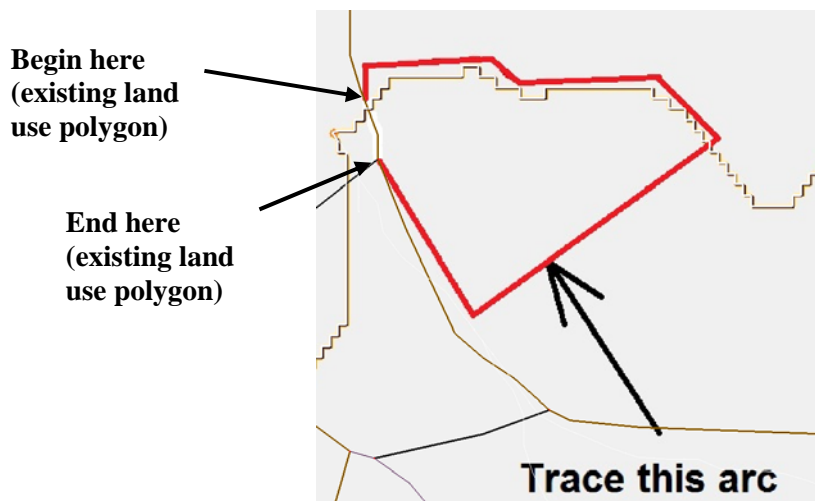 Begin here
(existing land
use polygon)
End here
(existing land
use polygon)
Trace this arc